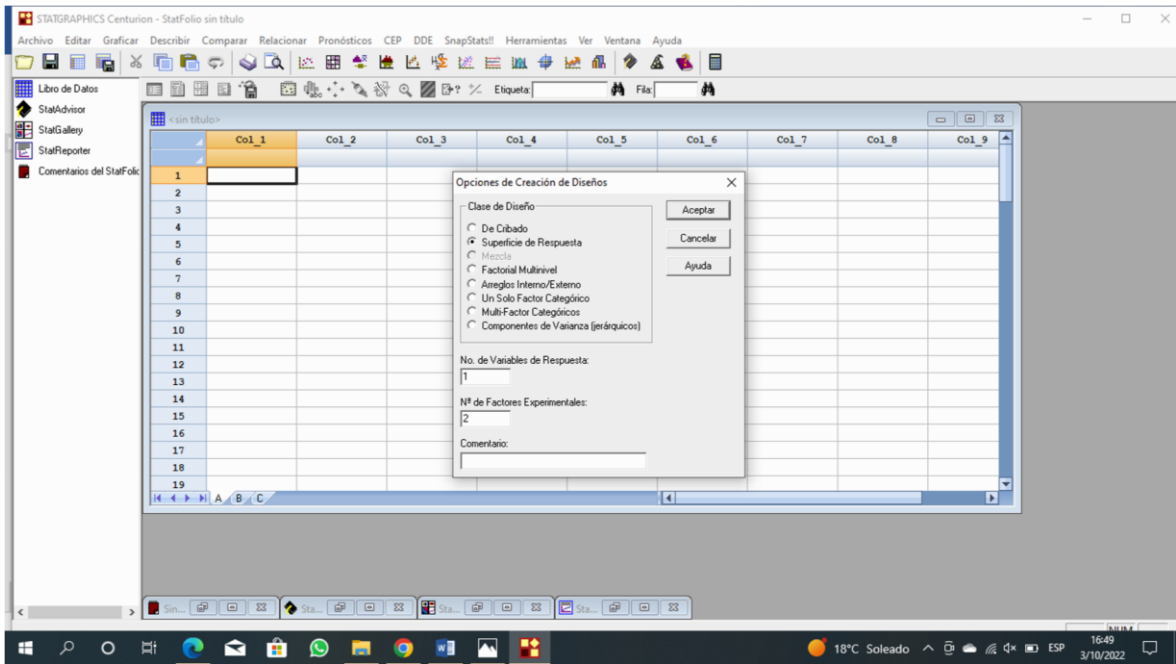 STATGRAPHICS Centurion - StatFolio sin título
Archivo Editar Graficar Describir Comparar Relacionar Pronósticos CEP DDE SnapStats!! Herramientas Ver Ventana Ayuda
Etiqueta: Fila:
Libro de Datos
StatAdvisor
StatGallery
StatReporter
Comentarios del StatFolio
<sin título>
Col_1 Col_2 Col_3 Col_4 Col_5 Col_6 Col_7 Col_8 Col_9
1
2
3
4
5
6
7
8
9
10
11
12
13
14
15
16
17
18
19
A B C
Opciones de Creación de Diseños
Clase de Diseño
De Cribado
Superficie de Respuesta
Mezcla
Factorial Multinivel
Arreglos Interno/Externo
Un Solo Factor Categórico
Multi-Factor Categóricos
Componentes de Varianza (jerárquicos)
Aceptar
Cancelar
Ayuda
No. de Variables de Respuesta:
1
Nº de Factores Experimentales:
2
Comentario:
Sin... Sta... Sta... Sta...
NUM
18°C Soleado ESP 16:49
3/10/2022